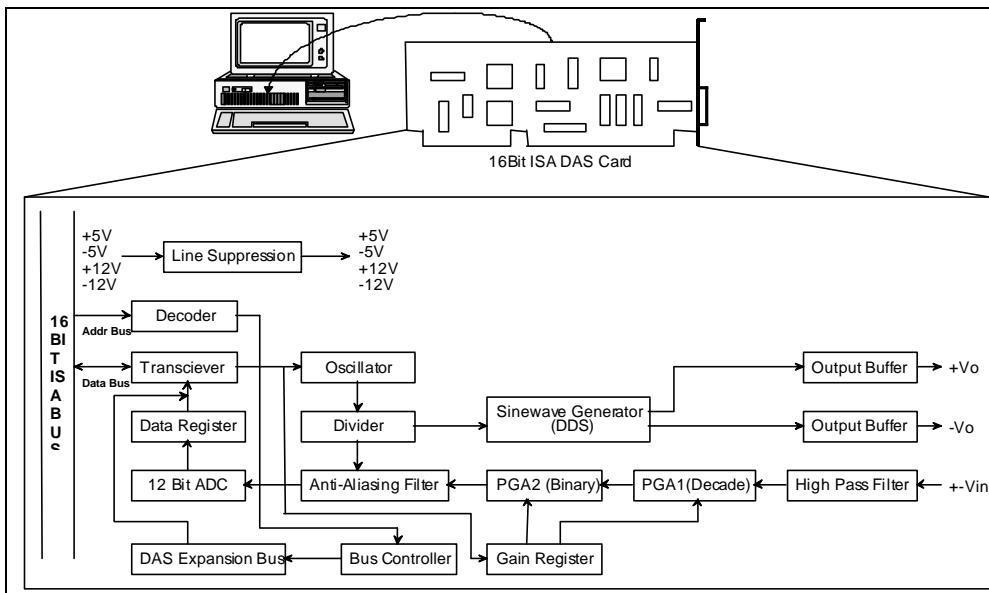 16Bit ISA DAS Card
+5V
-5V
+12V
-12V
Line Suppression
+5V
-5V
+12V
-12V
16
BI
T
IS
A
B
U
S
Addr Bus
Decoder
Data Bus
Transciever
Oscillator
Output Buffer
+Vo
Data Register
Divider
Sinewave Generator
(DDS)
Output Buffer
-Vo
12 Bit ADC
Anti-Aliasing Filter
PGA2 (Binary)
PGA1(Decade)
High Pass Filter
+-Vin
DAS Expansion Bus
Bus Controller
Gain Register